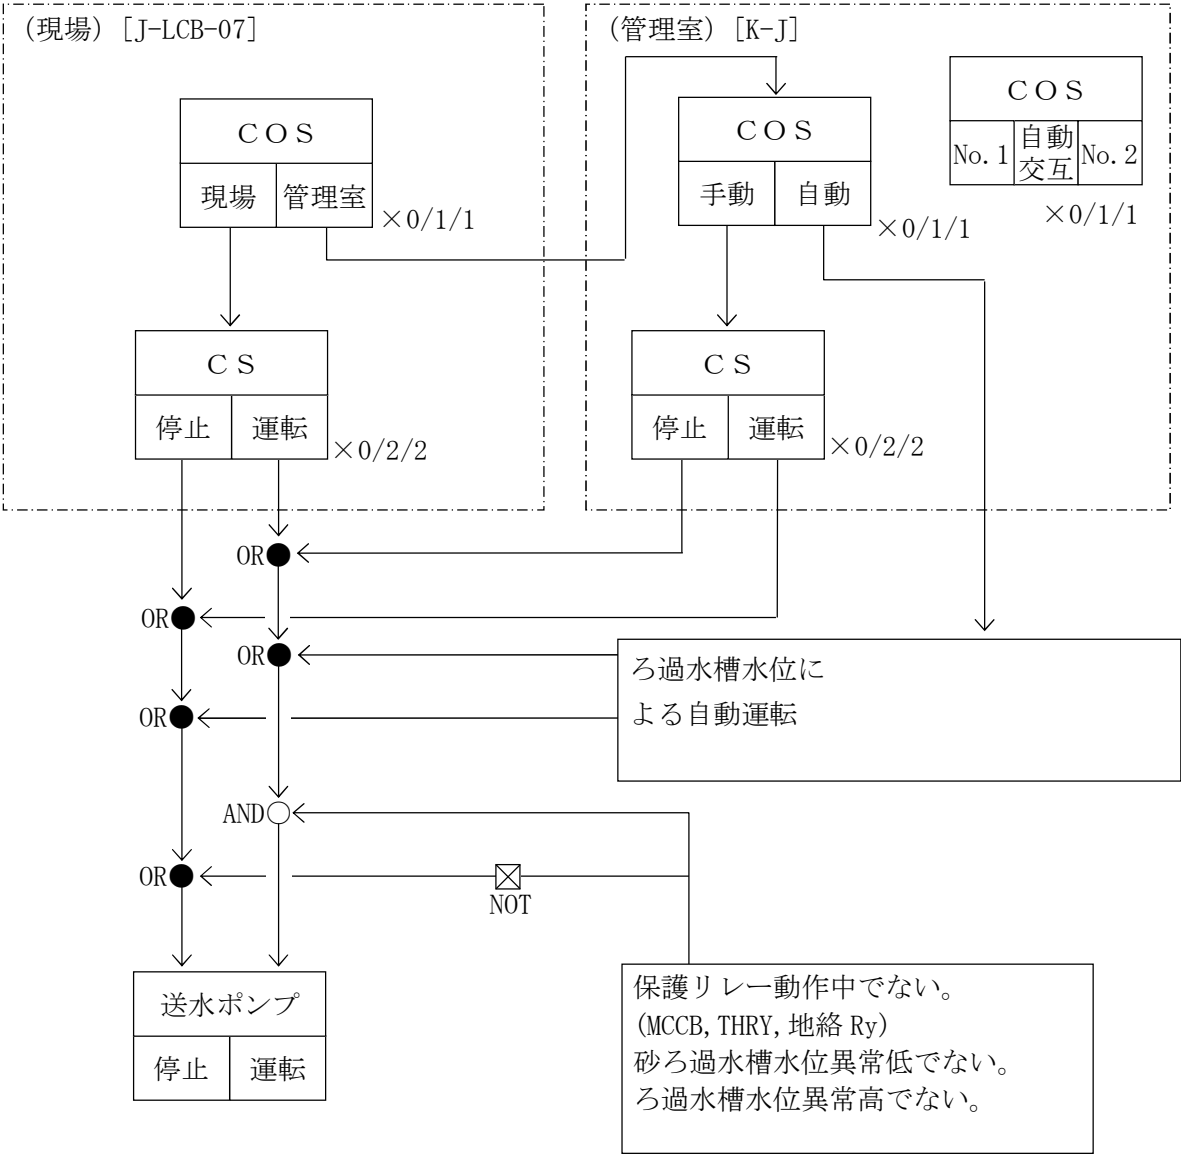 (現場) [J-LCB-07]
(管理室) [K-J]
COS
現場 管理室
×0/1/1
COS
手動 自動
×0/1/1
COS
No.1 自動交互 No.2
×0/1/1
CS
停止 運転
×0/2/2
CS
停止 運転
×0/2/2
OR
OR
OR
ろ過水槽水位に
よる自動運転
OR
AND
OR
NOT
送水ポンプ
停止 運転
保護リレー動作中でない。
(MCCB,THRY,地絡Ry)
砂ろ過水槽水位異常低でない。
ろ過水槽水位異常高でない。